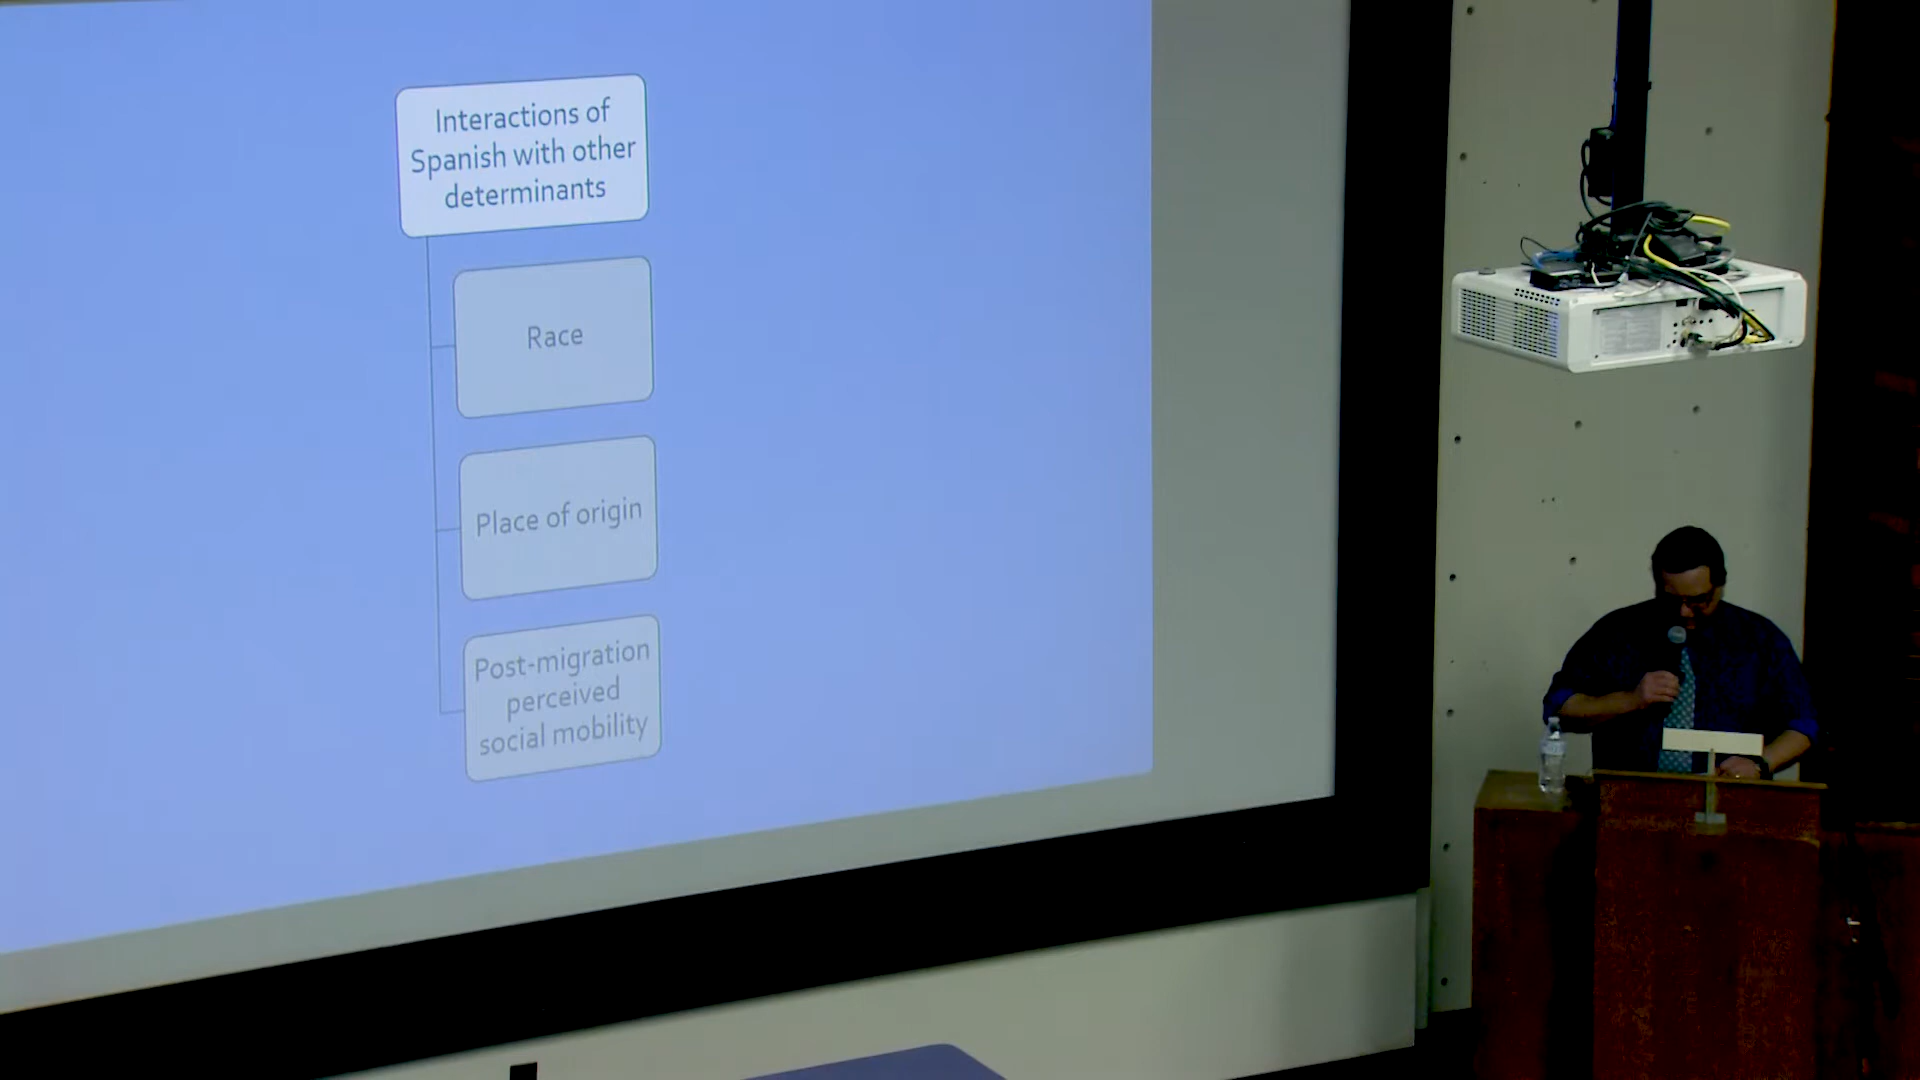 Interactions of
Spanish with other
determinants
Race
Place of origin
Post-migration
perceived
social mobility